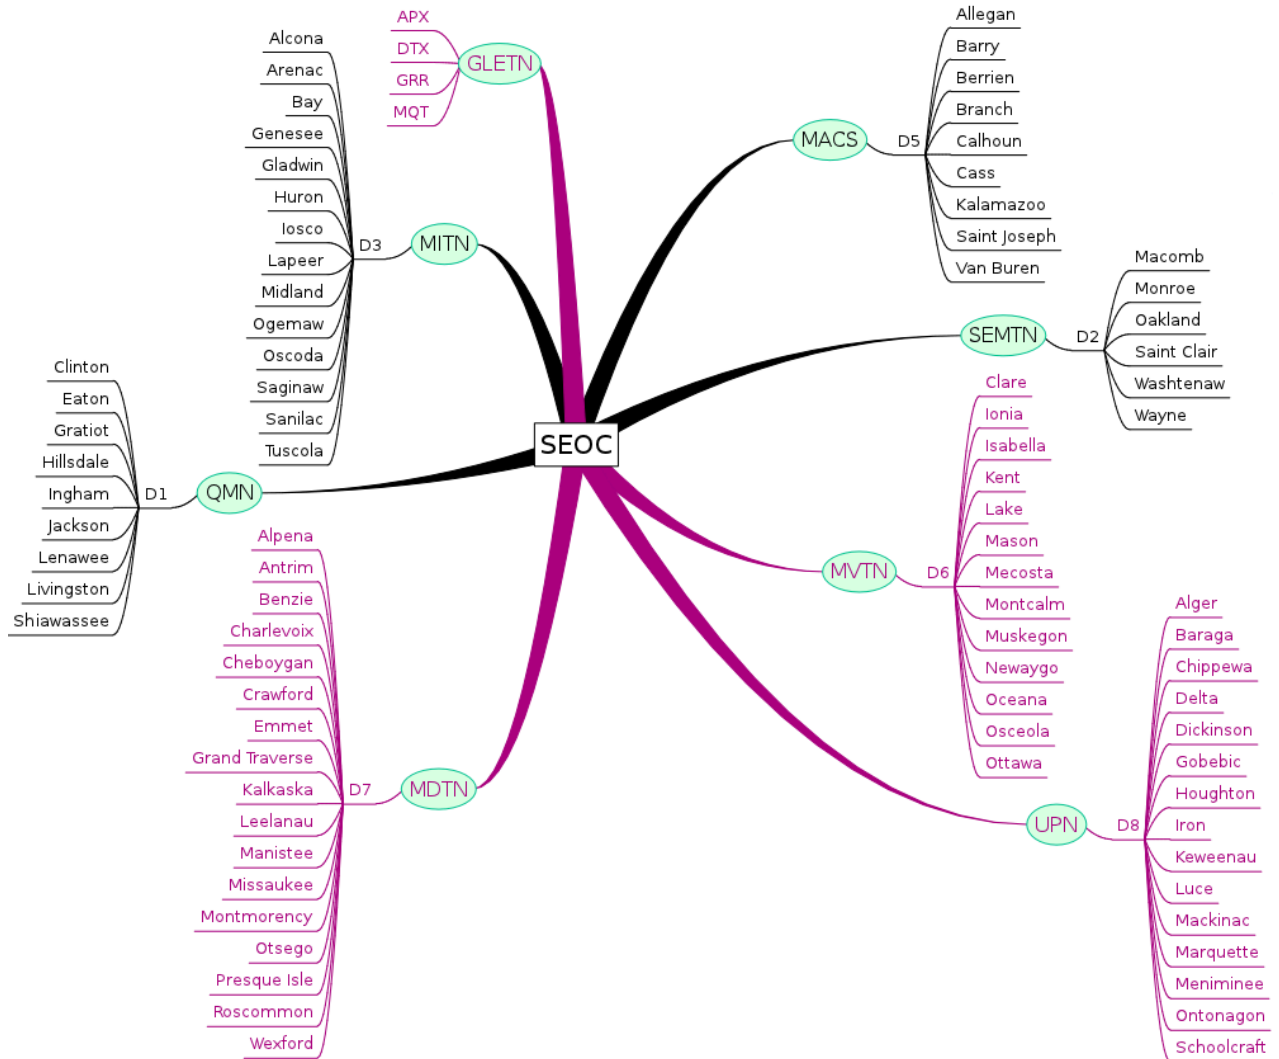 SEOC
GLETN
APX
DTX
GRR
MQT
MITN
D3
Alcona
Arenac
Bay
Genesee
Gladwin
Huron
Iosco
Lapeer
Midland
Ogemaw
Oscoda
Saginaw
Sanilac
Tuscola
QMN
D1
Clinton
Eaton
Gratiot
Hillsdale
Ingham
Jackson
Lenawee
Livingston
Shiawassee
MDTN
D7
Alpena
Antrim
Benzie
Charlevoix
Cheboygan
Crawford
Emmet
Grand Traverse
Kalkaska
Leelanau
Manistee
Missaukee
Montmorency
Otsego
Presque Isle
Roscommon
Wexford
MACS
D5
Allegan
Barry
Berrien
Branch
Calhoun
Cass
Kalamazoo
Saint Joseph
Van Buren
SEMTN
D2
Macomb
Monroe
Oakland
Saint Clair
Washtenaw
Wayne
MVTN
D6
Clare
Ionia
Isabella
Kent
Lake
Mason
Mecosta
Montcalm
Muskegon
Newaygo
Oceana
Osceola
Ottawa
UPN
D8
Alger
Baraga
Chippewa
Delta
Dickinson
Gobebic
Houghton
Iron
Keweenau
Luce
Mackinac
Marquette
Meniminee
Ontonagon
Schoolcraft